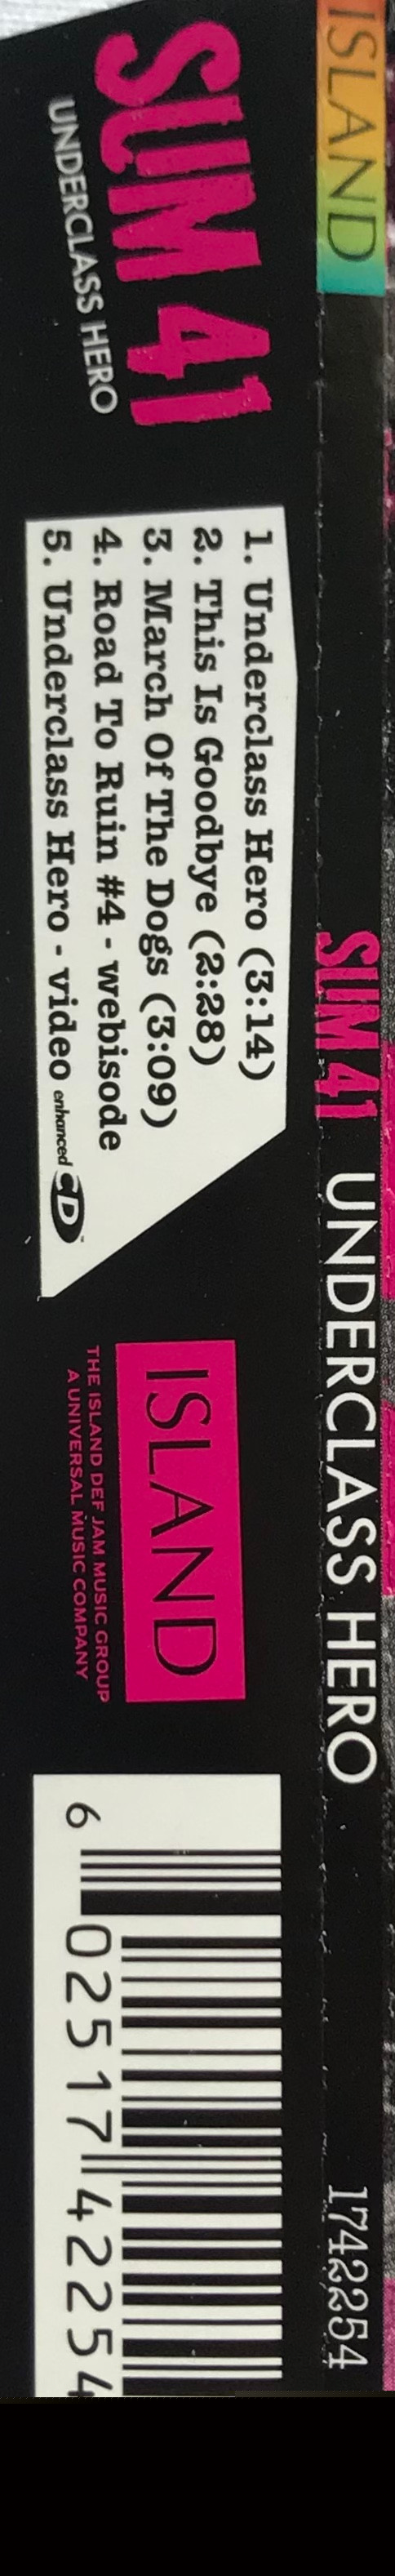 ISLAND
SUM 41 UNDERCLASS HERO
1742254
SUM 41
UNDERCLASS HERO
1. Underclass Hero (3:14)
2. This Is Goodbye (2:28)
3. March Of The Dogs (3:09)
4. Road To Ruin #4 - webisode
5. Underclass Hero - video enhanced CD™
ISLAND
THE ISLAND DEF JAM MUSIC GROUP
A UNIVERSAL MUSIC COMPANY
6 02517 42254